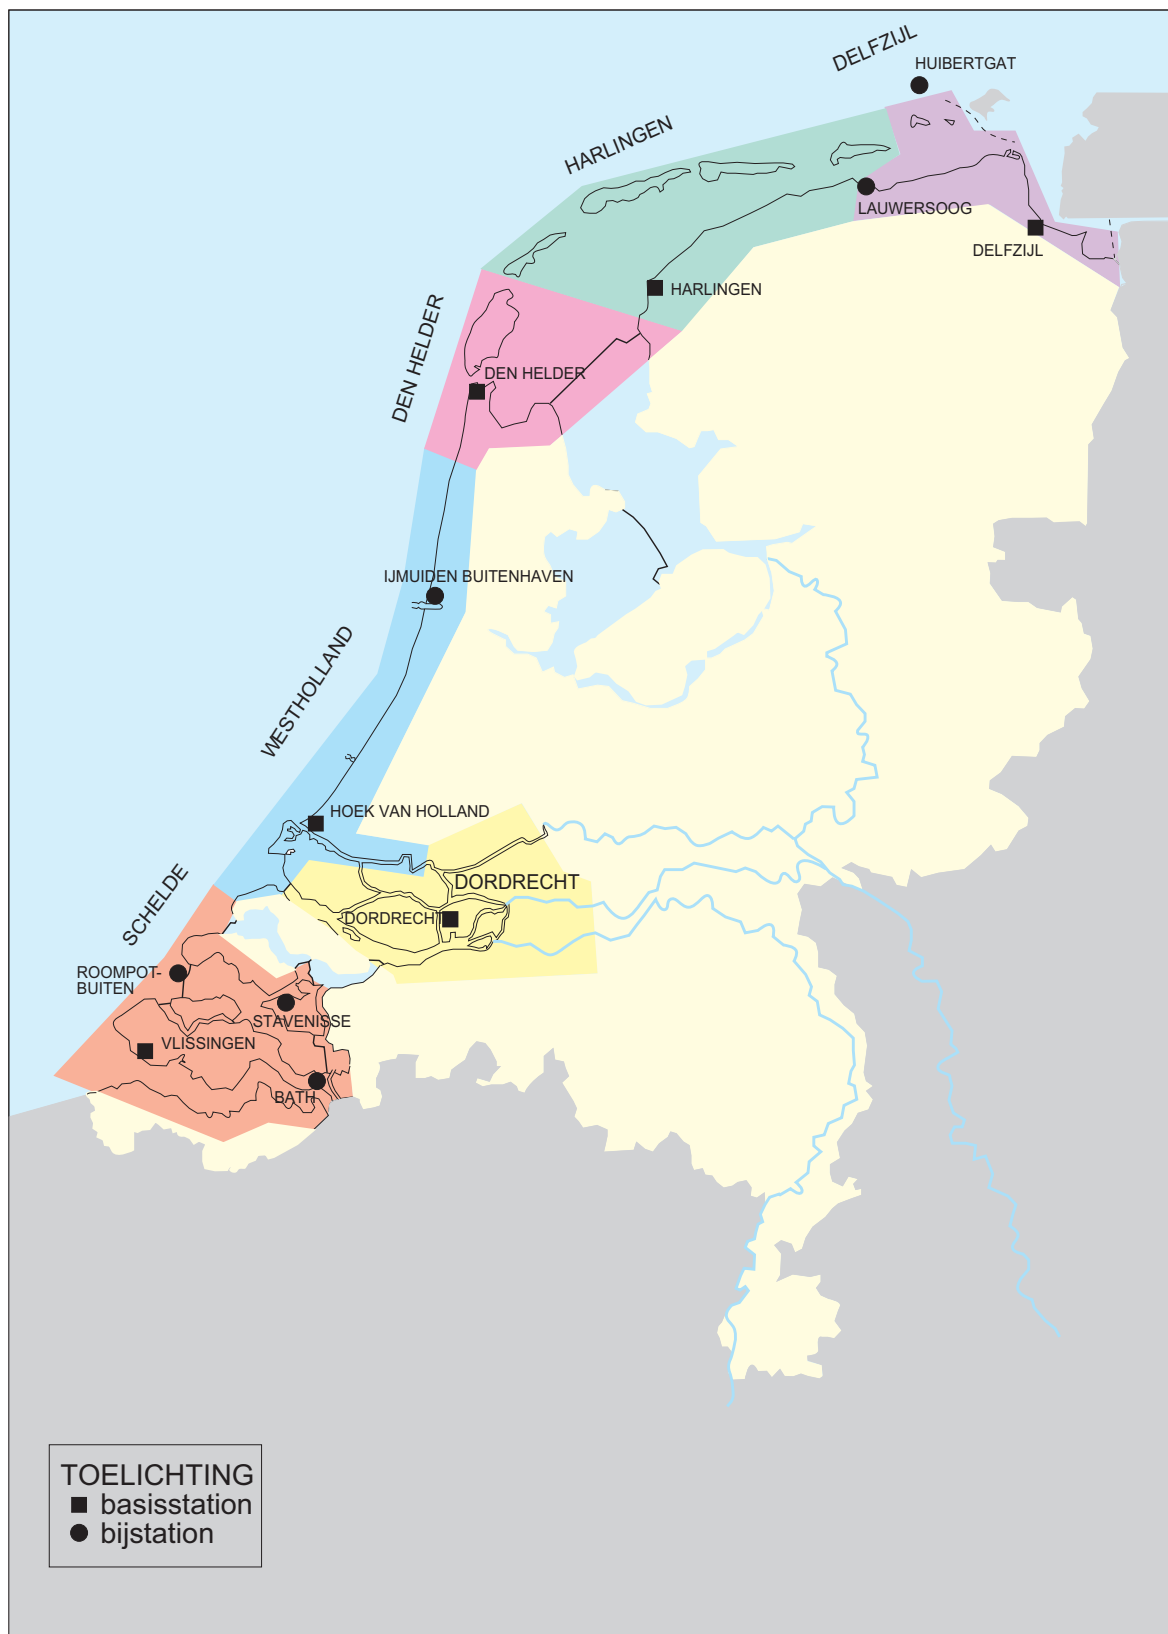 DELFZIJL
HUIBERTGAT
HARLINGEN
LAUWERSOOG
DELFZIJL
HARLINGEN
DEN HELDER
DEN HELDER
IJMUIDEN BUITENHAVEN
WESTHOLLAND
HOEK VAN HOLLAND
SCHELDE
DORDRECHT
DORDRECHT
ROOMPOT-
BUITEN
STAVENISSE
VLISSINGEN
BATH
TOELICHTING
basisstation
bijstation